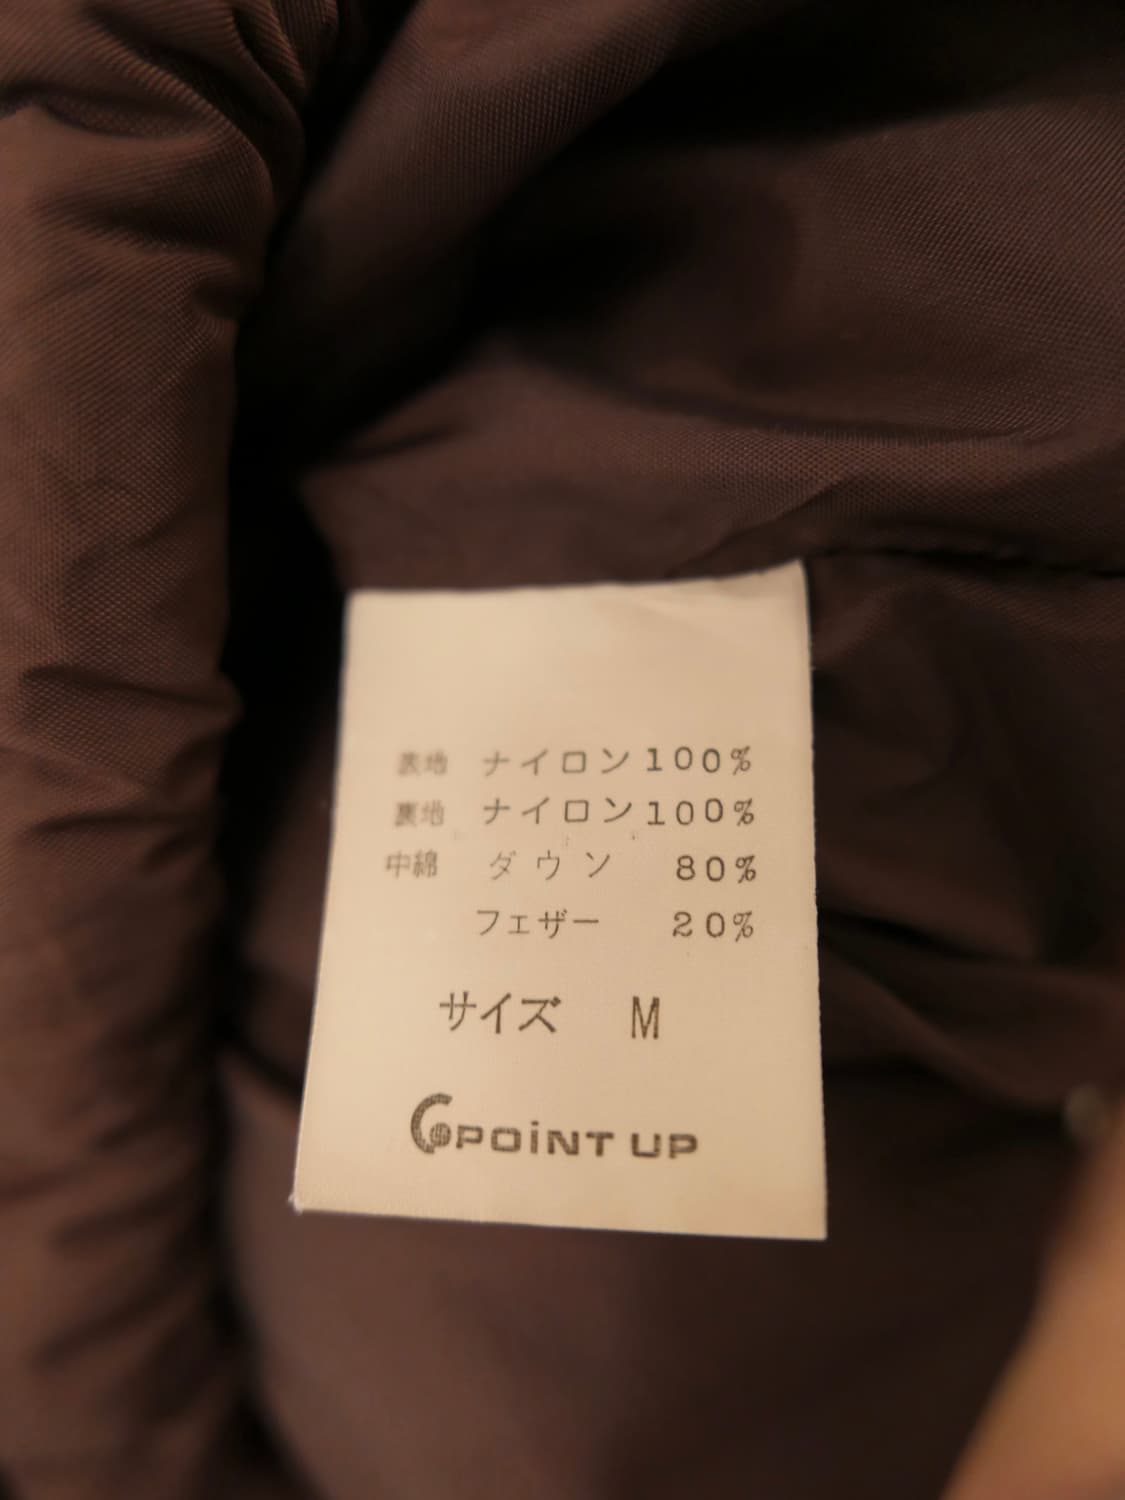 表地 ナイロン100%
裏地 ナイロン100%
中綿 ダウン 80%
フェザー 20%
サイズ M
POiNT UP